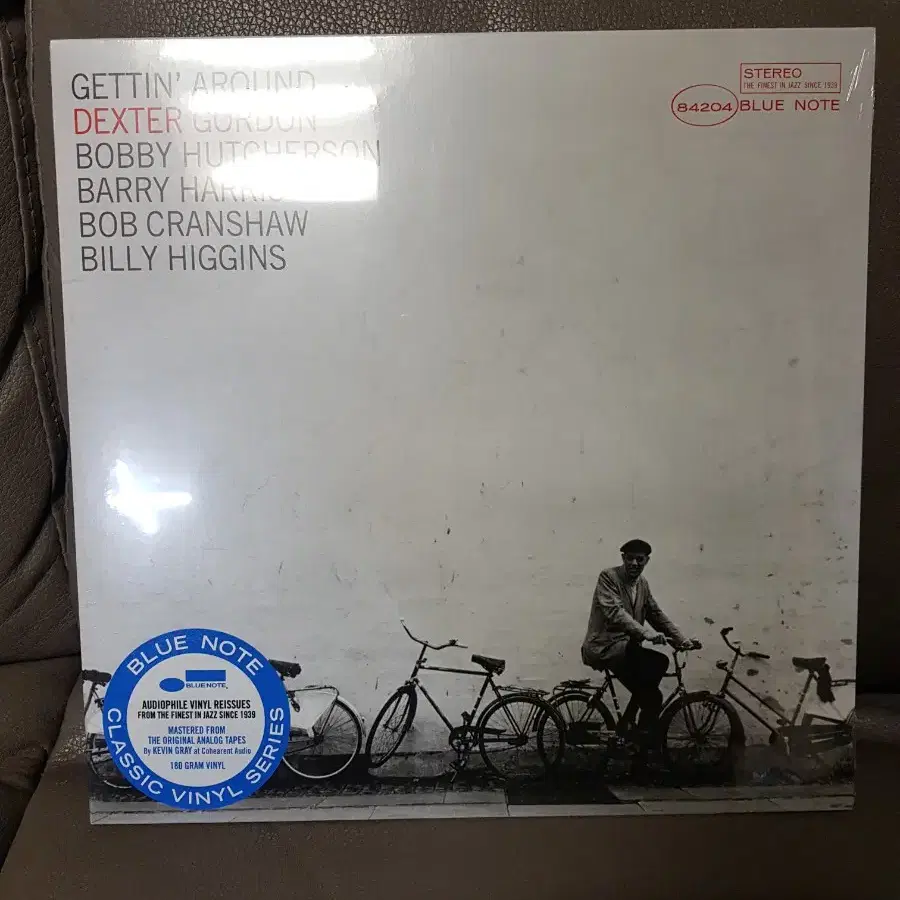 GETTIN' AROUND
DEXTER GORDON
BOBBY HUTCHERSON
BARRY HARRIS
BOB CRANSHAW
BILLY HIGGINS
STEREO
THE FINEST IN JAZZ SINCE 1939
84204 BLUE NOTE
BLUE NOTE
BLUE NOTE
AUDIOPHILE VINYL REISSUES
FROM THE FINEST IN JAZZ SINCE 1939
MASTERED FROM
THE ORIGINAL ANALOG TAPES
By KEVIN GRAY at Cohearent Audio
180 GRAM VINYL
CLASSIC VINYL SERIES